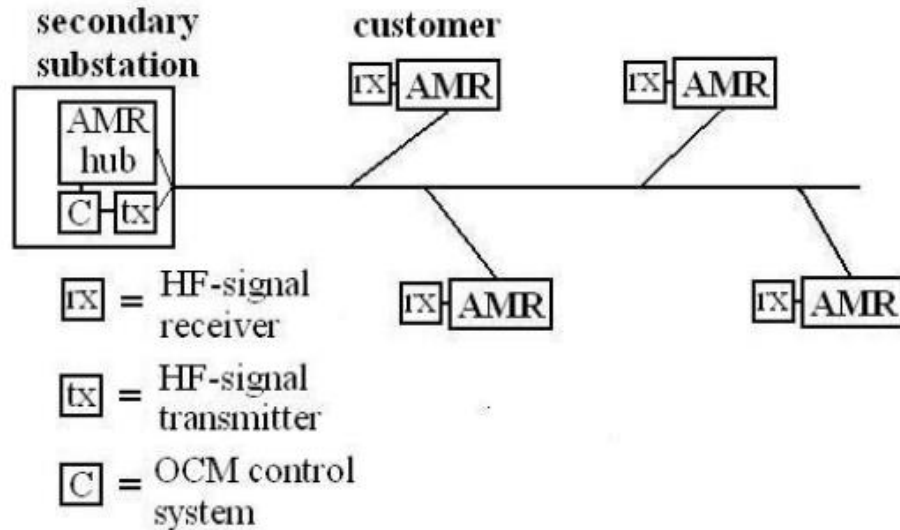 secondary
substation
customer
rx AMR
rx AMR
AMR
hub
C tx
rx AMR
rx AMR
rx = HF-signal
receiver
tx = HF-signal
transmitter
C = OCM control
system